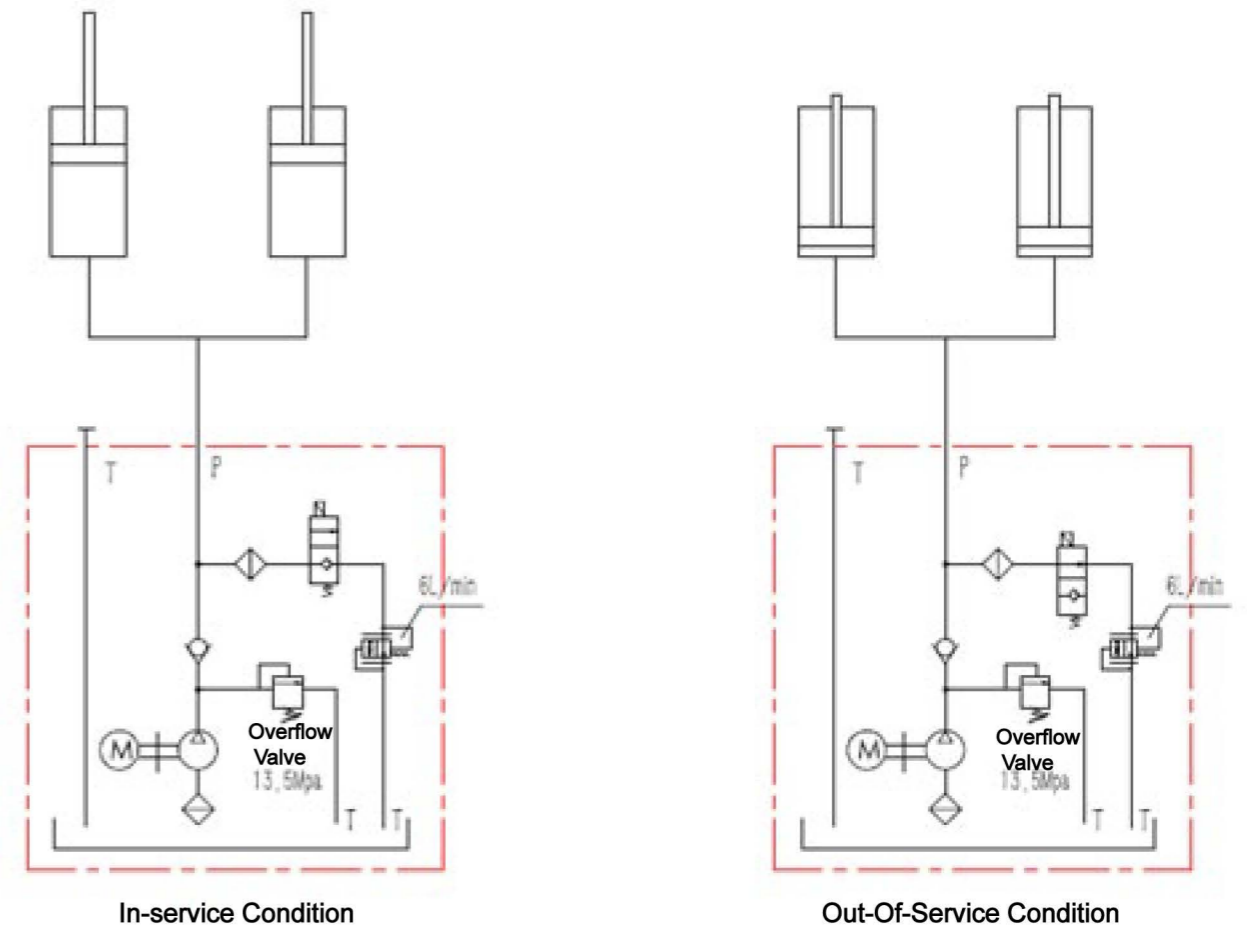 T
P
6L/min
Overflow
Valve
13,5Mpa
M
T
T
In-service Condition
T
P
6L/min
Overflow
Valve
13,5Mpa
M
T
T
Out-Of-Service Condition